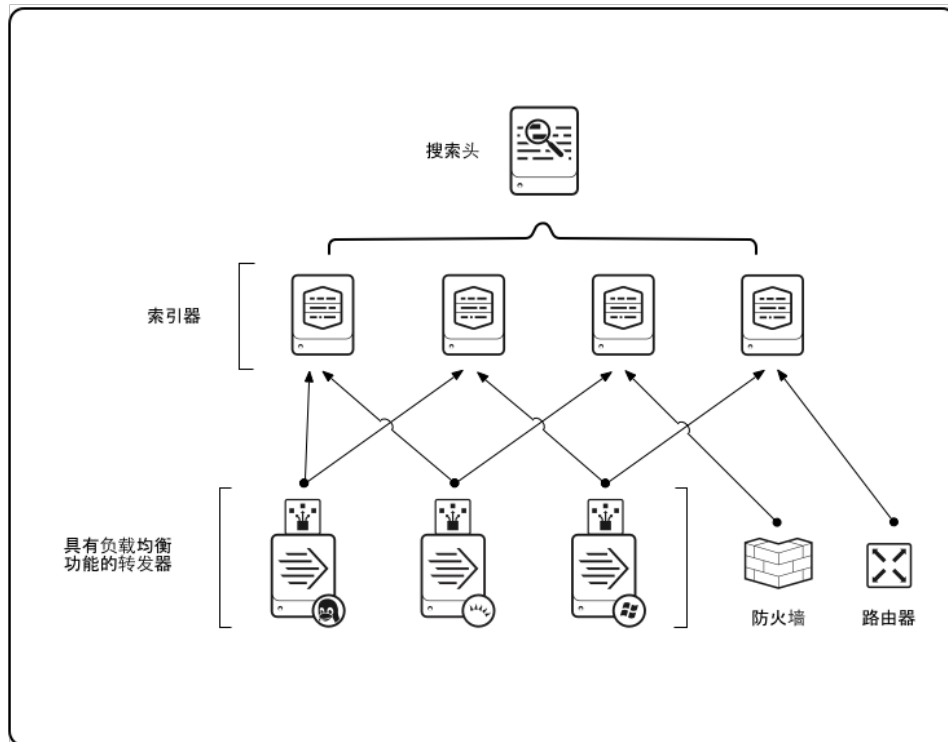 搜索头
索引器
具有负载均衡
功能的转发器
防火墙
路由器